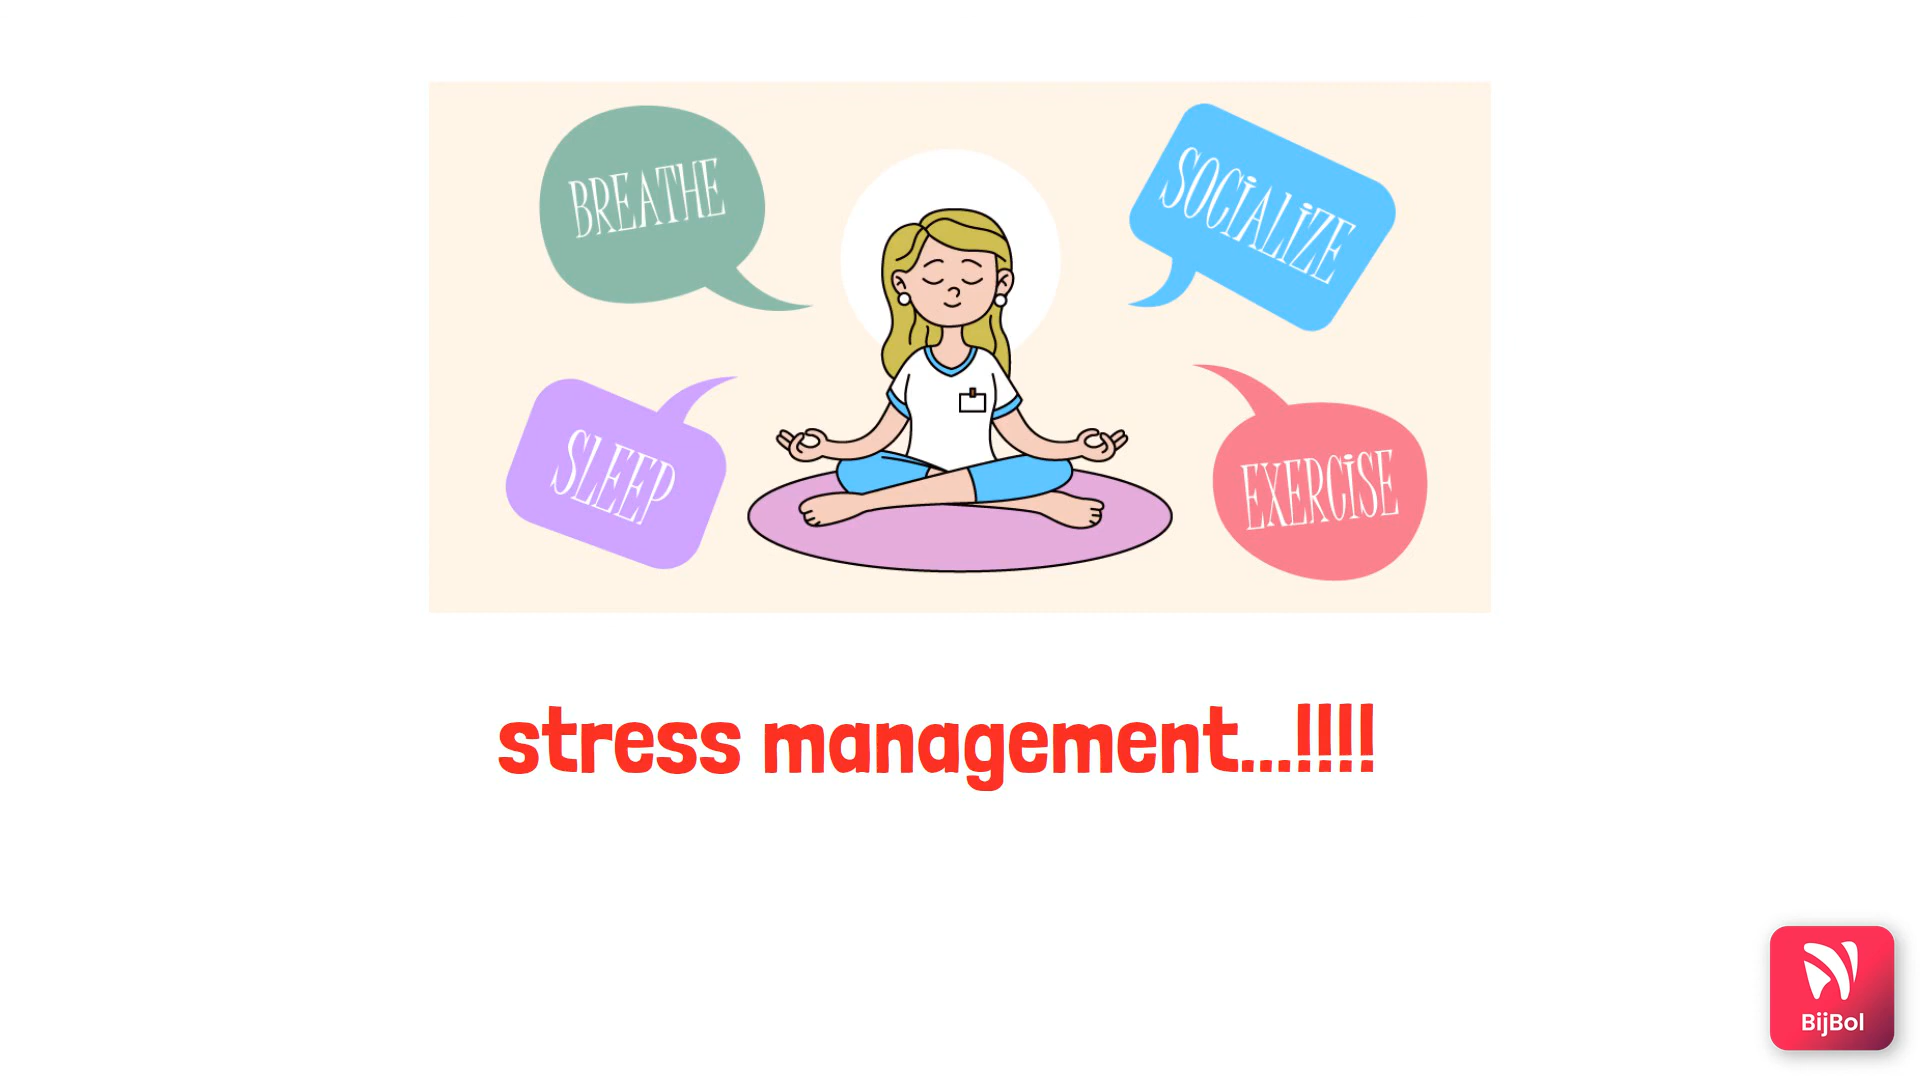 BREATHE
SOCIALIZE
SLEEP
EXERCISE
stress management...!!!!
BijBol